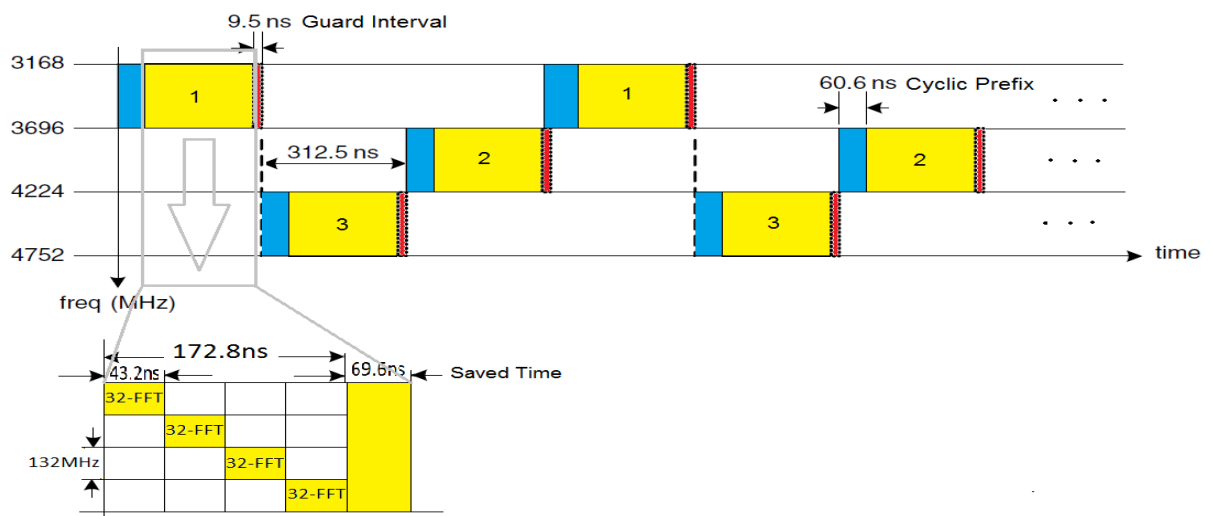 9.5 ns Guard Interval
3168
1
1
60.6 ns Cyclic Prefix
. . .
3696
312.5 ns
2
2
. . .
4224
3
3
. . .
4752
time
freq (MHz)
172.8ns
43.2ns
69.6ns
Saved Time
32-FFT
32-FFT
132MHz
32-FFT
32-FFT